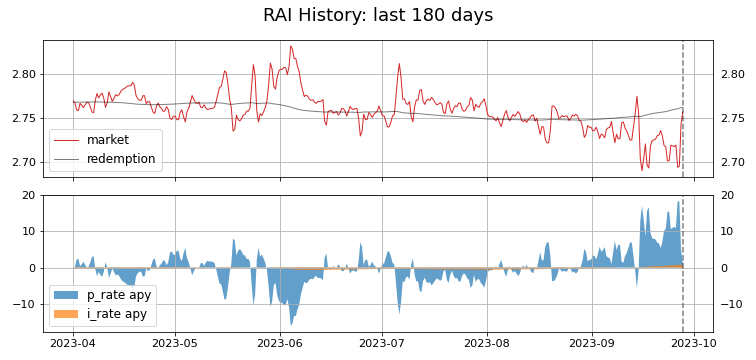 RAI History: last 180 days
2.80 2.80
2.75 2.75
2.70 2.70
market
redemption
20 20
10 10
0 0
−10 −10
p_rate apy
i_rate apy
2023-04 2023-05 2023-06 2023-07 2023-08 2023-09 2023-10